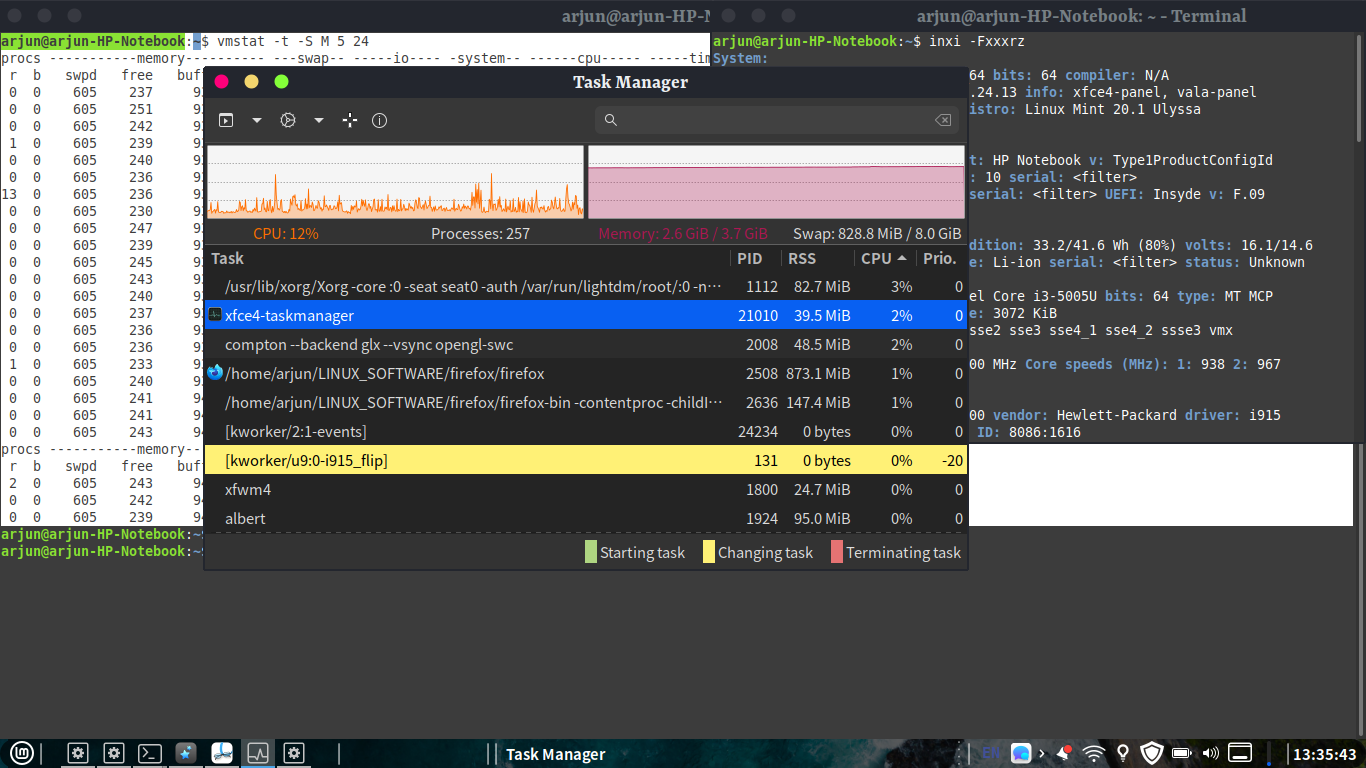 arjun@arjun-HP-N
arjun@arjun-HP-Notebook: ~ - Terminal
arjun@arjun-HP-Notebook:~$ vmstat -t -S M 5 24
procs -----------memory---------- ---swap-- -----io---- -system-- ------cpu----- -----tim
r b swpd free buf
0 0 605 237 9
0 0 605 251 9
0 0 605 242 9
1 0 605 239 9
0 0 605 240 9
0 0 605 236 9
13 0 605 236 9
0 0 605 230 9
0 0 605 247 9
0 0 605 239 9
0 0 605 245 9
0 0 605 243 9
0 0 605 240 9
0 0 605 237 9
0 0 605 236 9
0 0 605 236 9
1 0 605 233 9
0 0 605 240 9
0 0 605 241 9
0 0 605 241 9
0 0 605 243 9
procs -----------memory--
r b swpd free buf
2 0 605 243 9
0 0 605 242 9
0 0 605 239 9
arjun@arjun-HP-Notebook:~
arjun@arjun-HP-Notebook:~
arjun@arjun-HP-Notebook:~$ inxi -Fxxxrz
System:
64 bits: 64 compiler: N/A
.24.13 info: xfce4-panel, vala-panel
istro: Linux Mint 20.1 Ulyssa
t: HP Notebook v: Type1ProductConfigId
: 10 serial: <filter>
serial: <filter> UEFI: Insyde v: F.09
dition: 33.2/41.6 Wh (80%) volts: 16.1/14.6
e: Li-ion serial: <filter> status: Unknown
el Core i3-5005U bits: 64 type: MT MCP
e: 3072 KiB
sse2 sse3 sse4_1 sse4_2 ssse3 vmx
00 MHz Core speeds (MHz): 1: 938 2: 967
00 vendor: Hewlett-Packard driver: i915
ID: 8086:1616
Task Manager
CPU: 12% Processes: 257 Memory: 2.6 GiB / 3.7 GiB Swap: 828.8 MiB / 8.0 GiB
Task PID RSS CPU Prio.
/usr/lib/xorg/Xorg -core :0 -seat seat0 -auth /var/run/lightdm/root/:0 -n… 1112 82.7 MiB 3% 0
xfce4-taskmanager 21010 39.5 MiB 2% 0
compton --backend glx --vsync opengl-swc 2008 48.5 MiB 2% 0
/home/arjun/LINUX_SOFTWARE/firefox/firefox 2508 873.1 MiB 1% 0
/home/arjun/LINUX_SOFTWARE/firefox/firefox-bin -contentproc -childI… 2636 147.4 MiB 1% 0
[kworker/2:1-events] 24234 0 bytes 0% 0
[kworker/u9:0-i915_flip] 131 0 bytes 0% -20
xfwm4 1800 24.7 MiB 0% 0
albert 1924 95.0 MiB 0% 0
Starting task Changing task Terminating task
Task Manager
EN
13:35:43